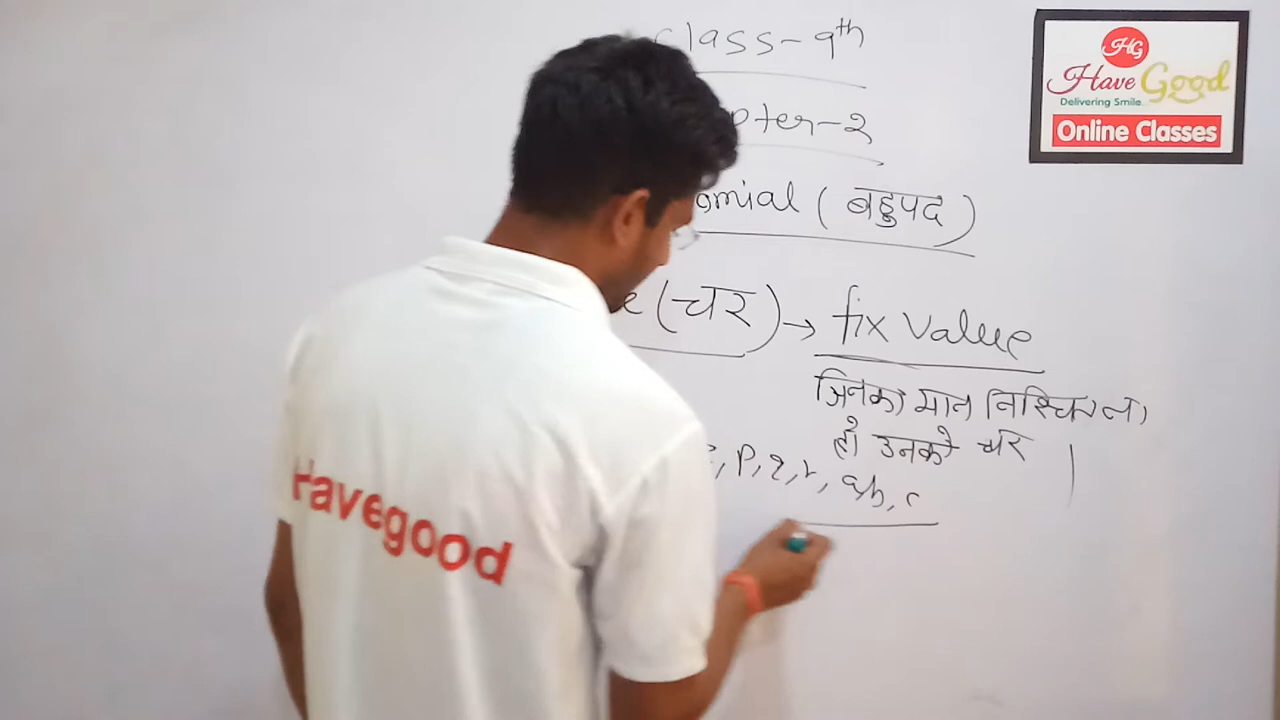 class-9th
pter-2
omial (बहुपद)
e (चर) → fix value
जिनका मान निश्चित न
हो उनको चर
, p, q, r, a, b, c
HG
Have Good
Delivering Smile
Online Classes
Havegood